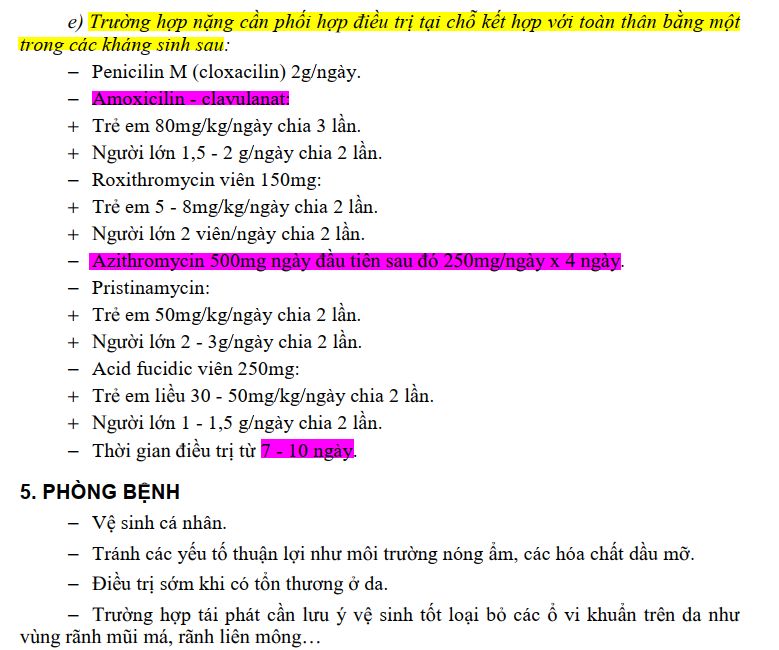 e) Trường hợp nặng cần phối hợp điều trị tại chỗ kết hợp với toàn thân bằng một
trong các kháng sinh sau:
− Penicilin M (cloxacilin) 2g/ngày.
− Amoxicilin - clavulanat:
+ Trẻ em 80mg/kg/ngày chia 3 lần.
+ Người lớn 1,5 - 2 g/ngày chia 2 lần.
− Roxithromycin viên 150mg:
+ Trẻ em 5 - 8mg/kg/ngày chia 2 lần.
+ Người lớn 2 viên/ngày chia 2 lần.
− Azithromycin 500mg ngày đầu tiên sau đó 250mg/ngày x 4 ngày.
− Pristinamycin:
+ Trẻ em 50mg/kg/ngày chia 2 lần.
+ Người lớn 2 - 3g/ngày chia 2 lần.
− Acid fucidic viên 250mg:
+ Trẻ em liều 30 - 50mg/kg/ngày chia 2 lần.
+ Người lớn 1 - 1,5 g/ngày chia 2 lần.
− Thời gian điều trị từ 7 - 10 ngày.
5. PHÒNG BỆNH
− Vệ sinh cá nhân.
− Tránh các yếu tố thuận lợi như môi trường nóng ẩm, các hóa chất dầu mỡ.
− Điều trị sớm khi có tổn thương ở da.
− Trường hợp tái phát cần lưu ý vệ sinh tốt loại bỏ các ổ vi khuẩn trên da như
vùng rãnh mũi má, rãnh liên mông…